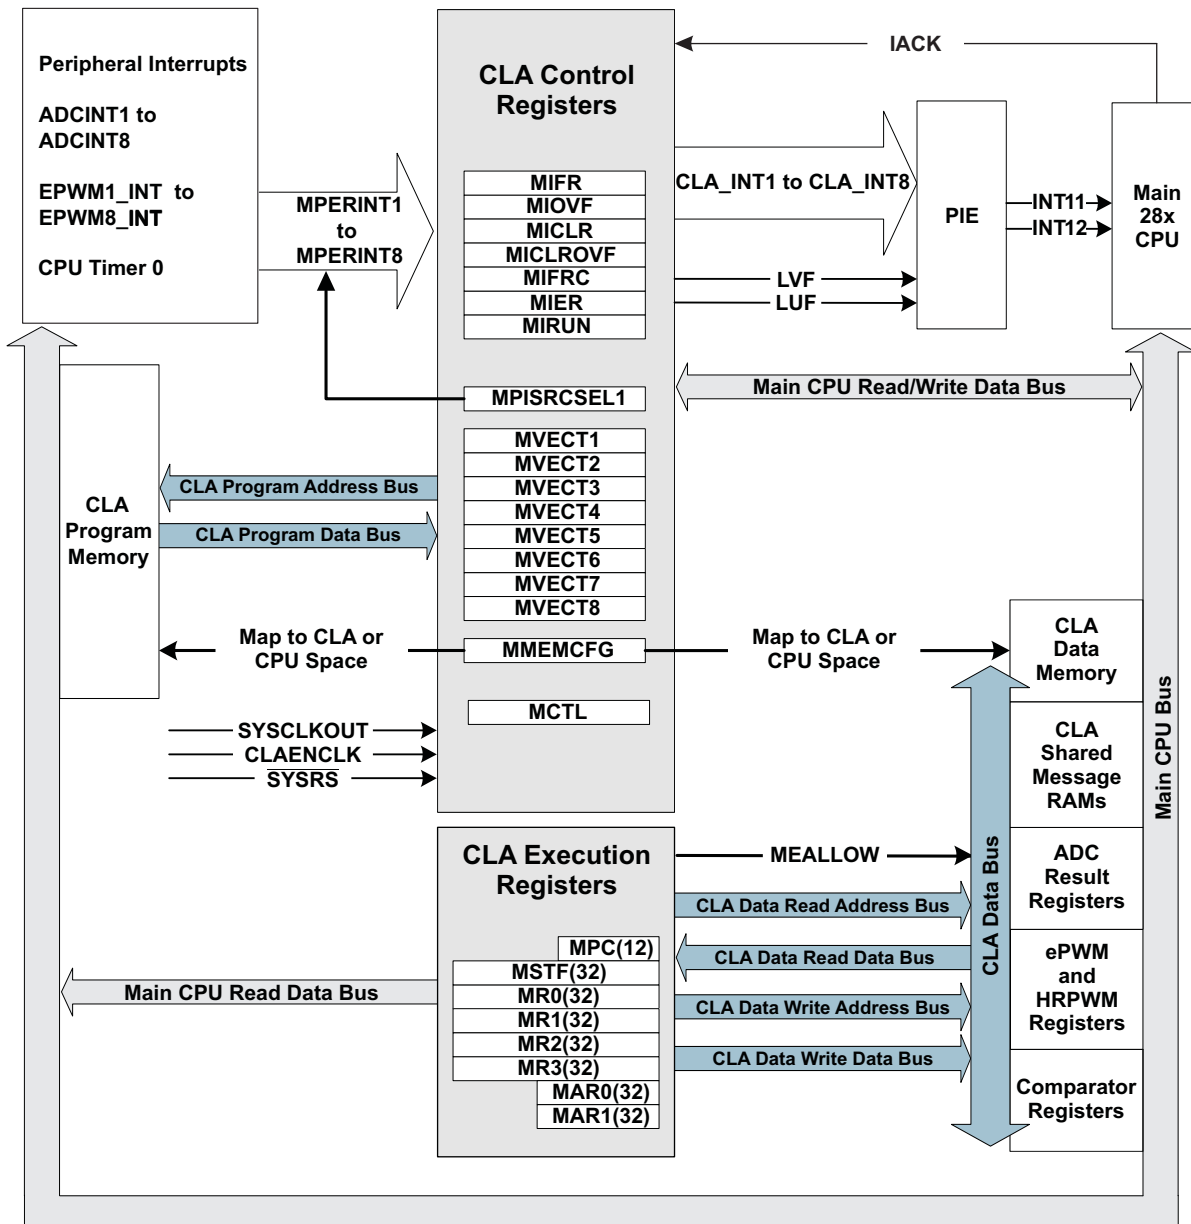 Peripheral Interrupts
ADCINT1 to
ADCINT8
EPWM1_INT to
EPWM8_INT
CPU Timer 0
MPERINT1
to
MPERINT8
CLA Control
Registers
MIFR
MIOVF
MICLR
MICLROVF
MIFRC
MIER
MIRUN
MPISRCSEL1
MVECT1
MVECT2
MVECT3
MVECT4
MVECT5
MVECT6
MVECT7
MVECT8
MMEMCFG
MCTL
IACK
CLA_INT1 to CLA_INT8
LVF
LUF
PIE
INT11
INT12
Main
28x
CPU
Main CPU Read/Write Data Bus
CLA
Program
Memory
CLA Program Address Bus
CLA Program Data Bus
Map to CLA or
CPU Space
Map to CLA or
CPU Space
SYSCLKOUT
CLAENCLK
SYSRS
CLA
Data
Memory
CLA
Shared
Message
RAMs
ADC
Result
Registers
ePWM
and
HRPWM
Registers
Comparator
Registers
Main CPU Bus
CLA Data Bus
CLA Execution
Registers
MPC(12)
MSTF(32)
MR0(32)
MR1(32)
MR2(32)
MR3(32)
MAR0(32)
MAR1(32)
MEALLOW
CLA Data Read Address Bus
CLA Data Read Data Bus
CLA Data Write Address Bus
CLA Data Write Data Bus
Main CPU Read Data Bus